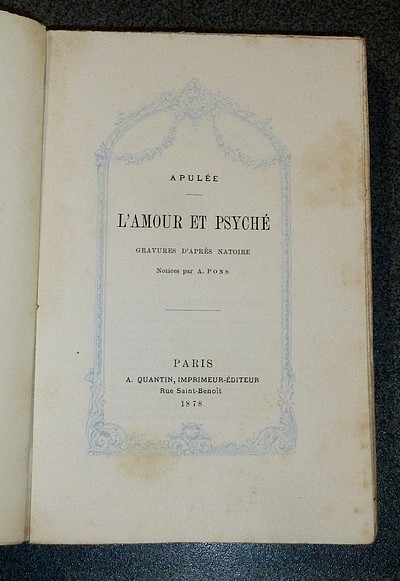 APULÉE
L'AMOUR ET PSYCHÉ
GRAVURES D'APRÈS NATOIRE
Notices par A. PONS
PARIS
A. QUANTIN, IMPRIMEUR-ÉDITEUR
Rue Saint-Benoît
1878